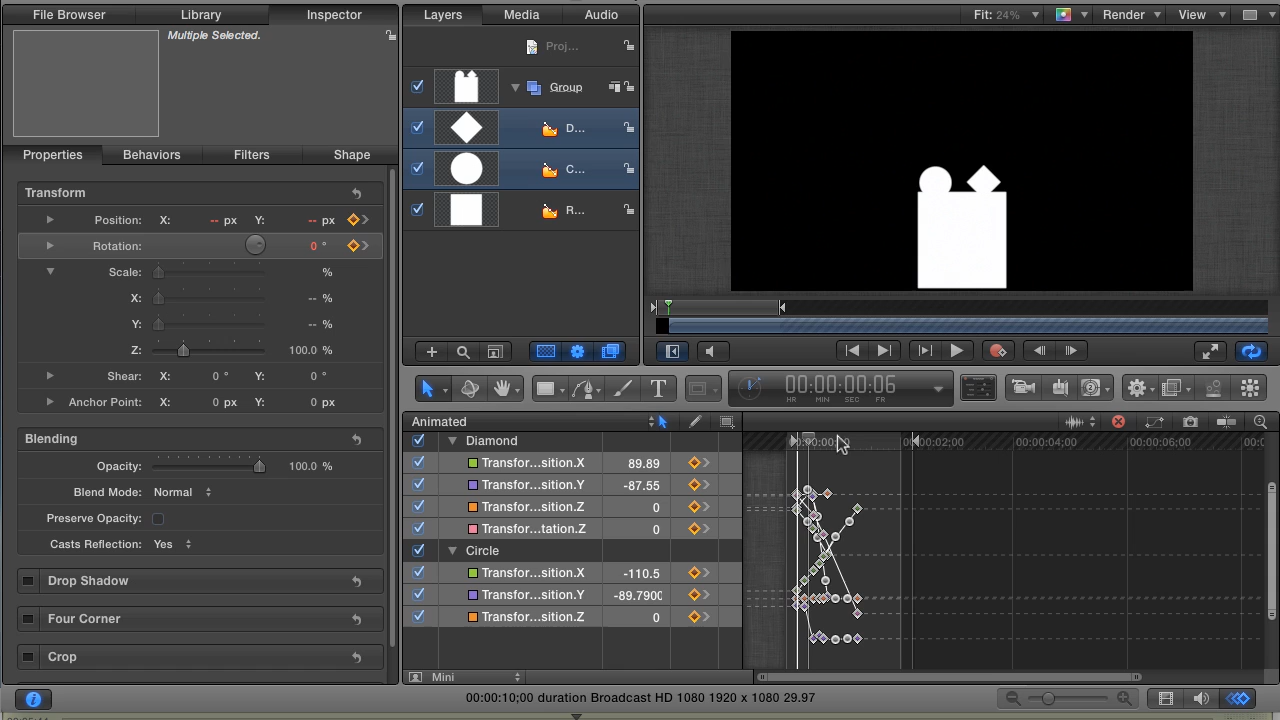 File Browser Library Inspector
Multiple Selected.
Properties Behaviors Filters Shape
Transform
Position: X: -- px Y: -- px
Rotation: 0 °
Scale: %
X: -- %
Y: -- %
Z: 100.0 %
Shear: X: 0 ° Y: 0 °
Anchor Point: X: 0 px Y: 0 px
Blending
Opacity: 100.0 %
Blend Mode: Normal
Preserve Opacity:
Casts Reflection: Yes
Drop Shadow
Four Corner
Crop
Layers Media Audio
Proj...
Group
D...
C...
R...
Fit: 24% Render View
00:00:00:06
HR MIN SEC FR
Animated
Diamond
Transfor...sition.X 89.89
Transfor...sition.Y -87.55
Transfor...sition.Z 0
Transfor...tation.Z 0
Circle
Transfor...sition.X -110.5
Transfor...sition.Y -89.7900
Transfor...sition.Z 0
Mini
00:00:04;00 00:00:06;00
00:00:10;00 duration Broadcast HD 1080 1920 x 1080 29.97